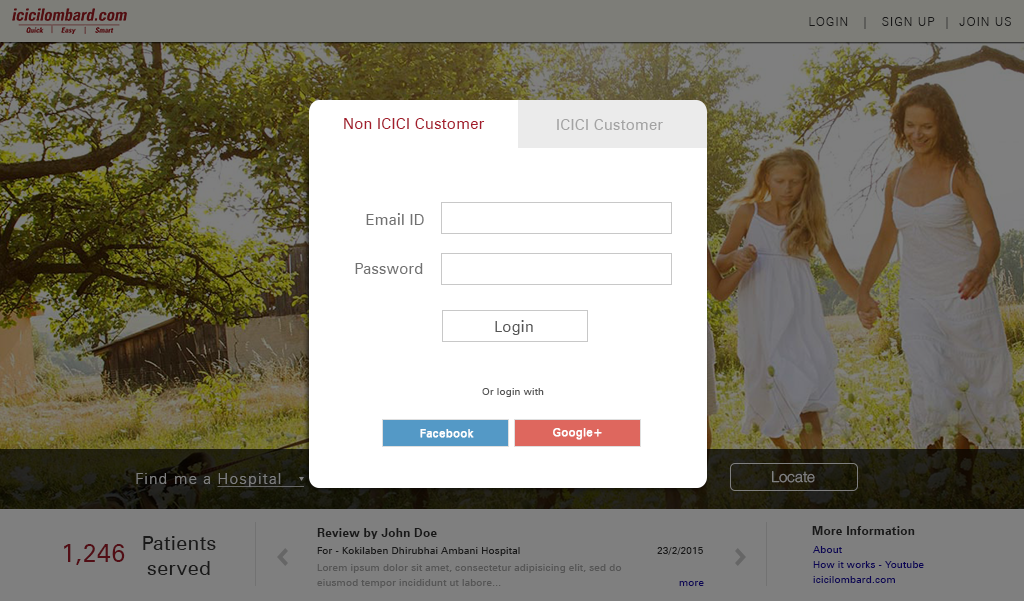 icicilombard.com
Quick | Easy | Smart
LOGIN | SIGN UP | JOIN US
Non ICICI Customer
ICICI Customer
Email ID
Password
Login
Or login with
Facebook
Google+
Find me a Hospital
Locate
1,246
Patients
served
Review by John Doe
For - Kokilaben Dhirubhai Ambani Hospital 23/2/2015
Lorem ipsum dolor sit amet, consectetur adipisicing elit, sed do
eiusmod tempor incididunt ut labore...
more
More Information
About
How it works - Youtube
icicilombard.com